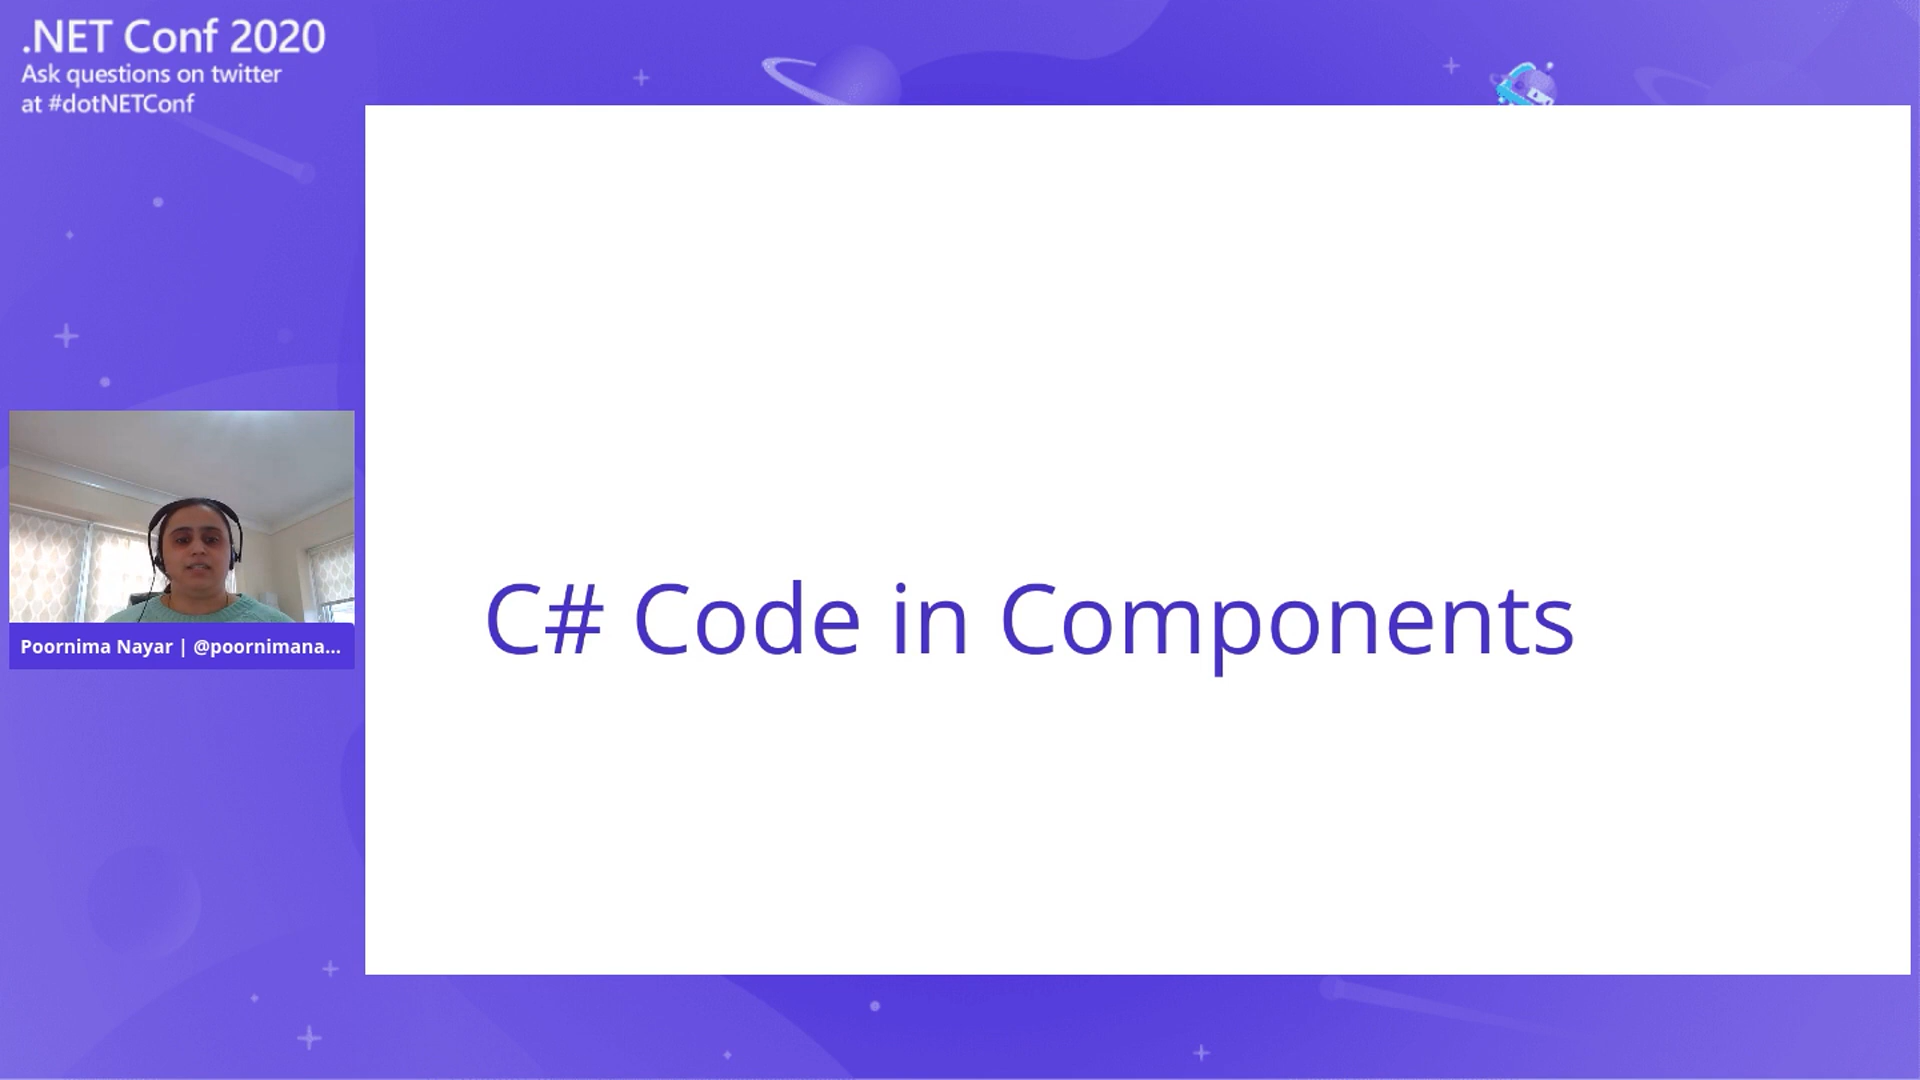 .NET Conf 2020
Ask questions on twitter
at #dotNETConf
C# Code in Components
Poornima Nayar | @poornimana...